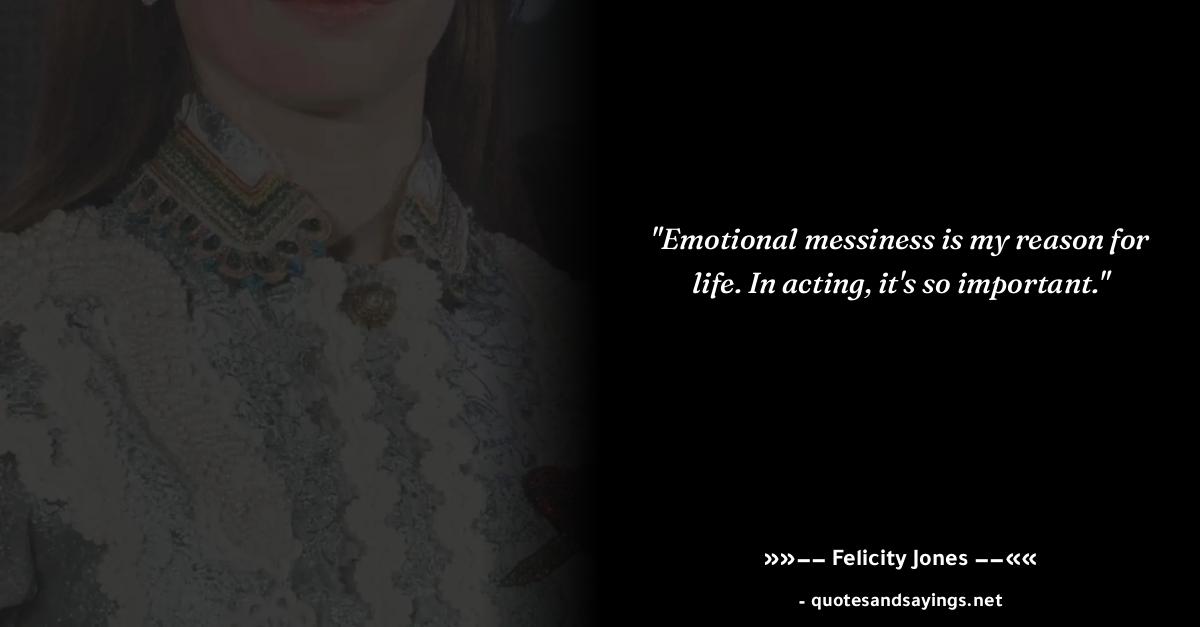 "Emotional messiness is my reason for
life. In acting, it's so important."
»»−− Felicity Jones −−««
- quotesandsayings.net